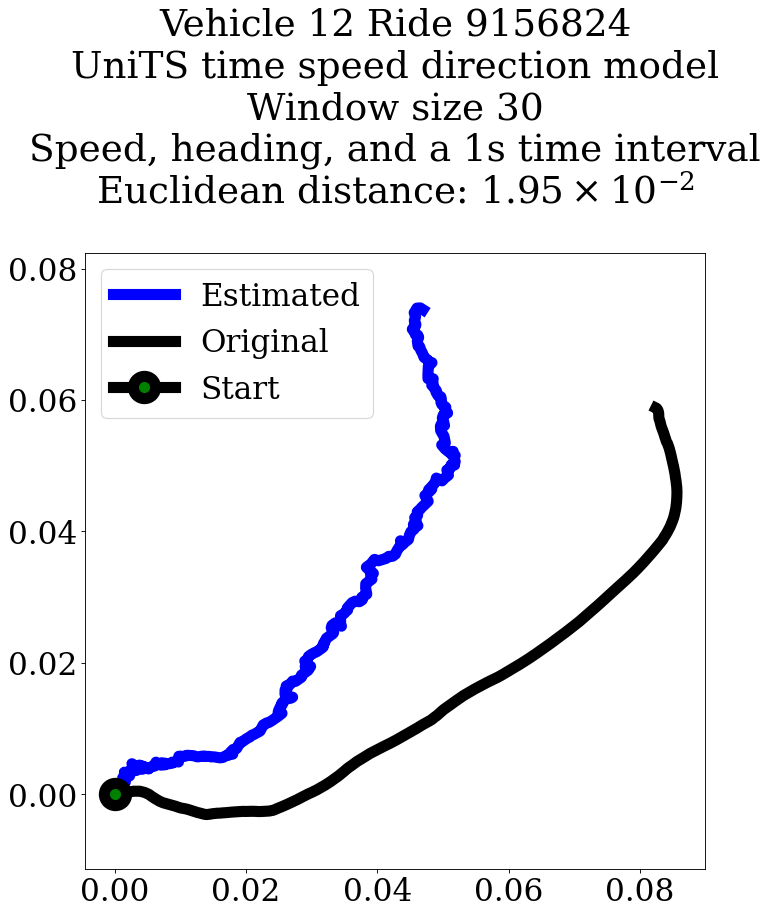 Vehicle 12 Ride 9156824
UniTS time speed direction model
Window size 30
Speed, heading, and a 1s time interval
Euclidean distance: 1.95 × 10⁻²
0.08
0.06
0.04
0.02
0.00
Estimated
Original
Start
0.00 0.02 0.04 0.06 0.08